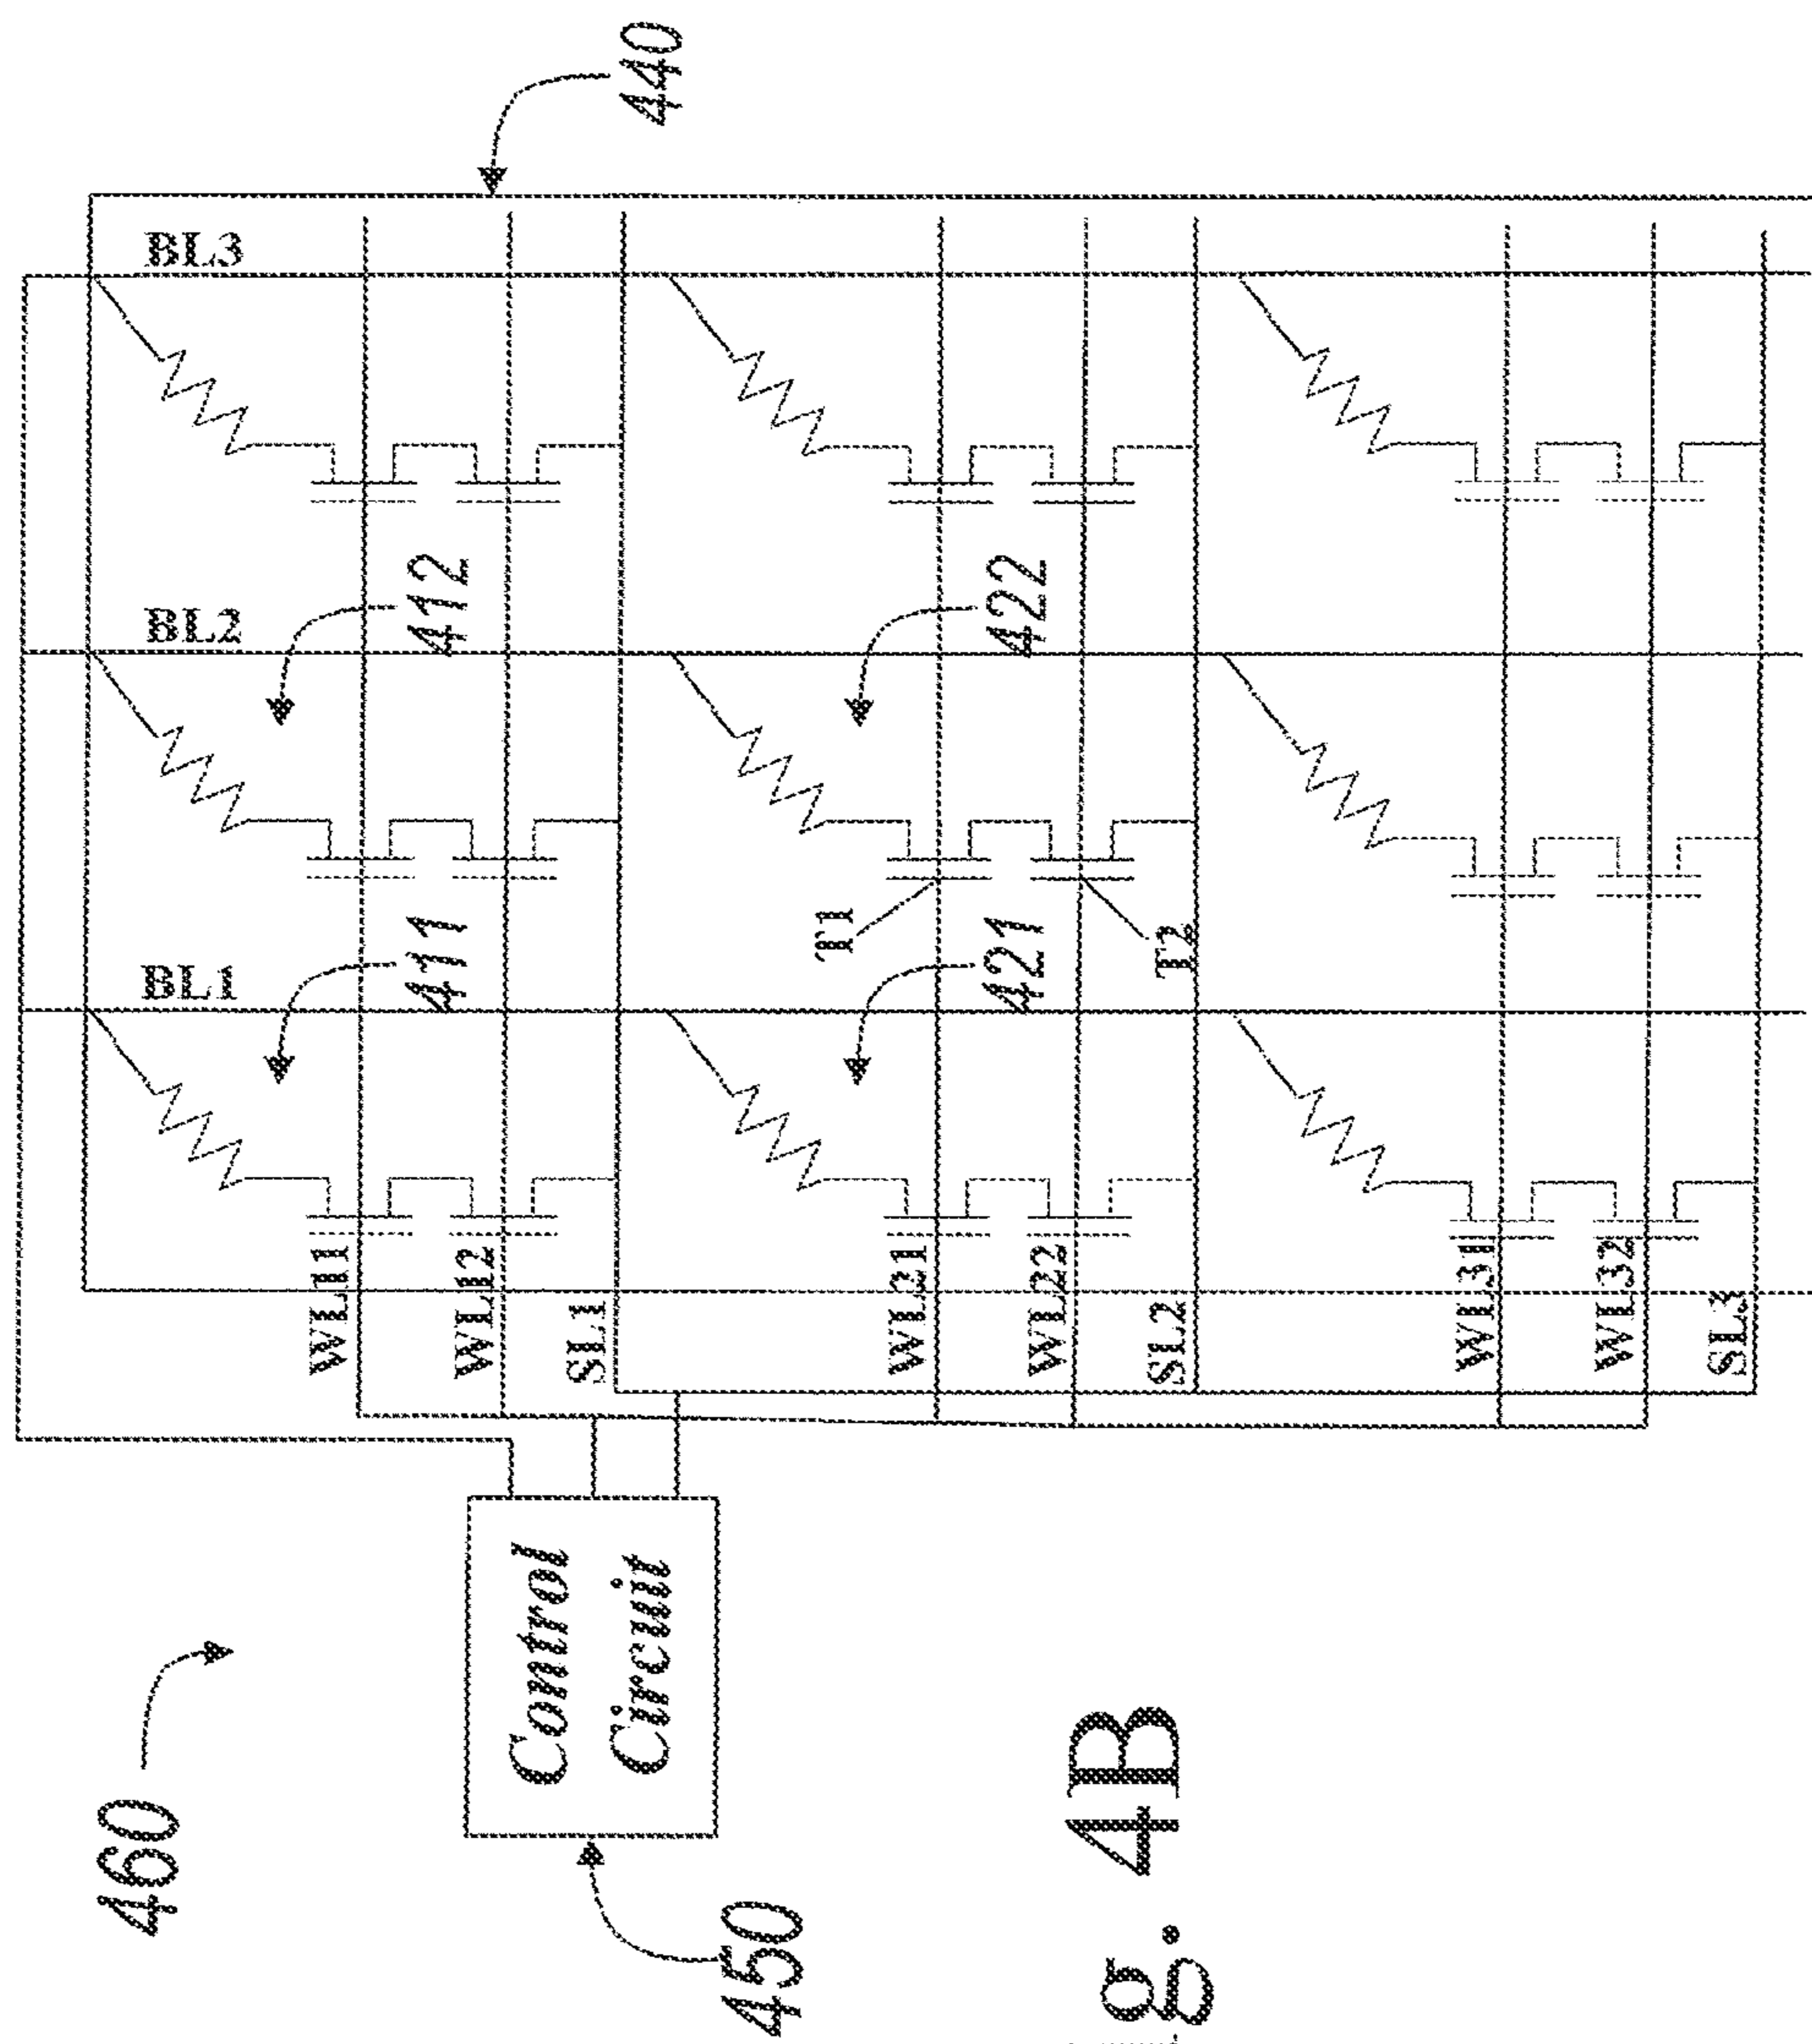 460
BL1
BL2
BL3
440
WL11
411
412
WL12
Control
Circuit
SL1
450
T1
WL21
421
422
WL22
T2
SL2
g. 4B
WL31
WL32
SL3